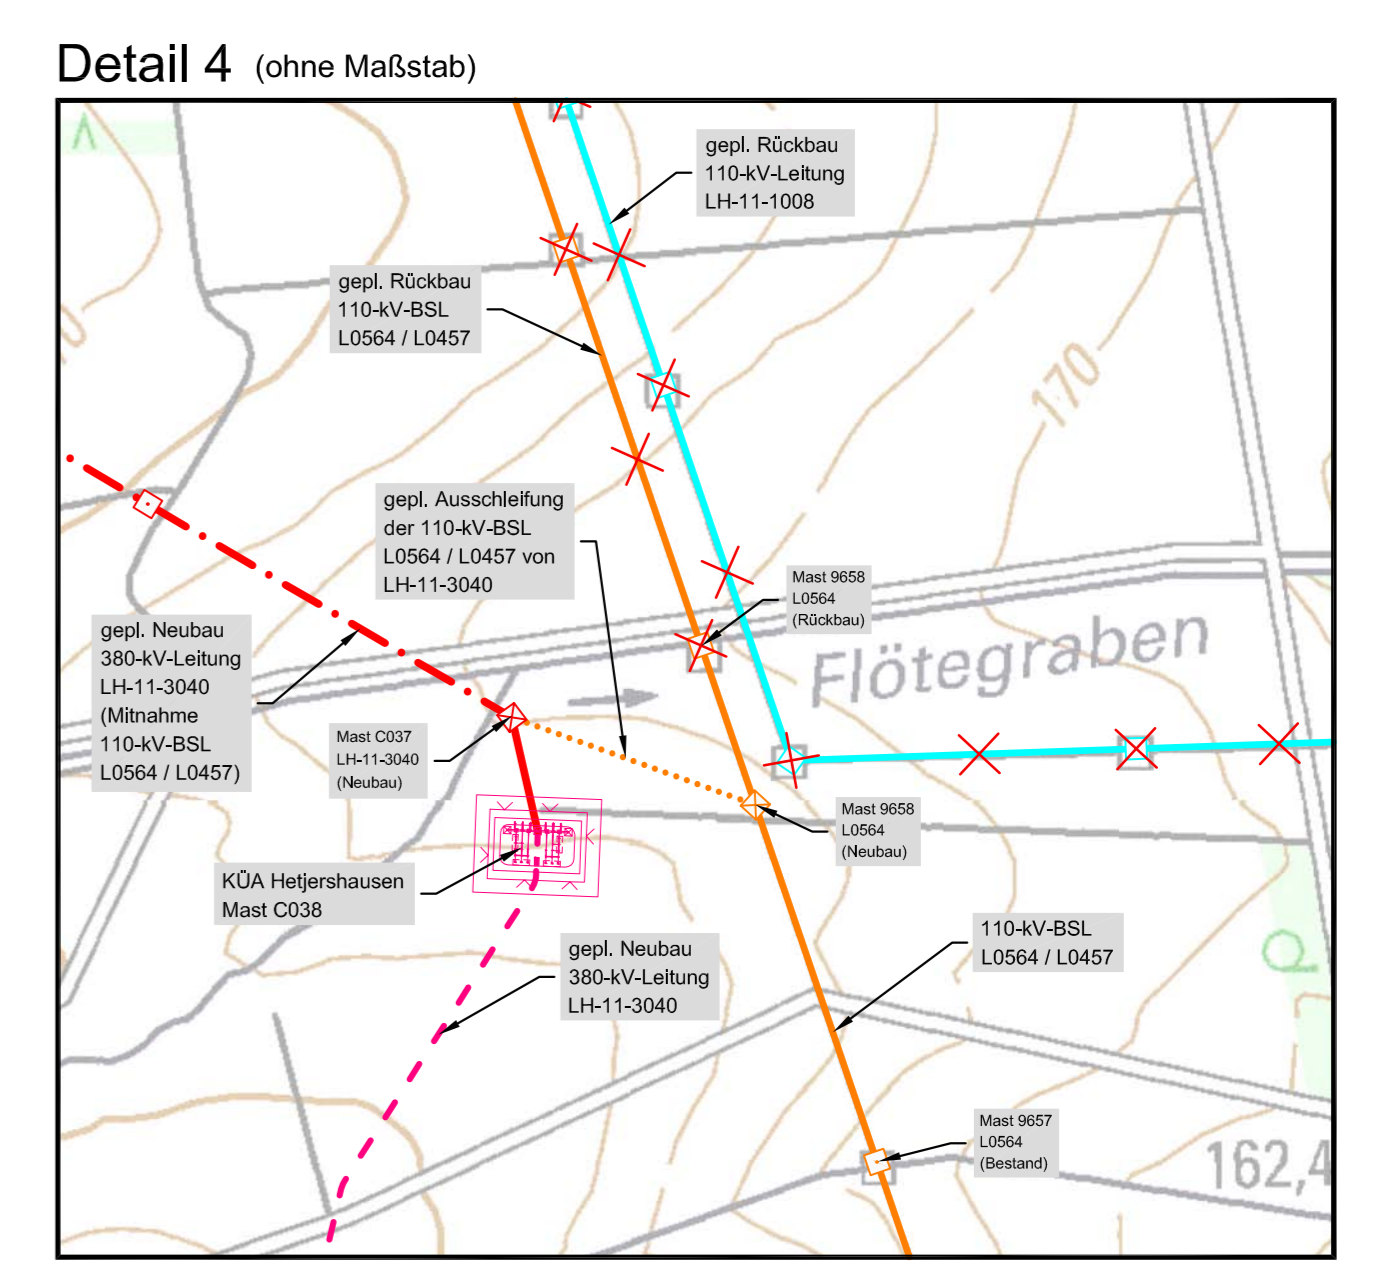 Detail 4 (ohne Maßstab)
gepl. Rückbau
110-kV-Leitung
LH-11-1008
gepl. Rückbau
110-kV-BSL
L0564 / L0457
170
gepl. Ausschleifung
der 110-kV-BSL
L0564 / L0457 von
LH-11-3040
Mast 9658
L0564
(Rückbau)
Flötegraben
gepl. Neubau
380-kV-Leitung
LH-11-3040
(Mitnahme
110-kV-BSL
L0564 / L0457)
Mast C037
LH-11-3040
(Neubau)
Mast 9658
L0564
(Neubau)
KÜA Hetjershausen
Mast C038
110-kV-BSL
L0564 / L0457
gepl. Neubau
380-kV-Leitung
LH-11-3040
Mast 9657
L0564
(Bestand)
162,4